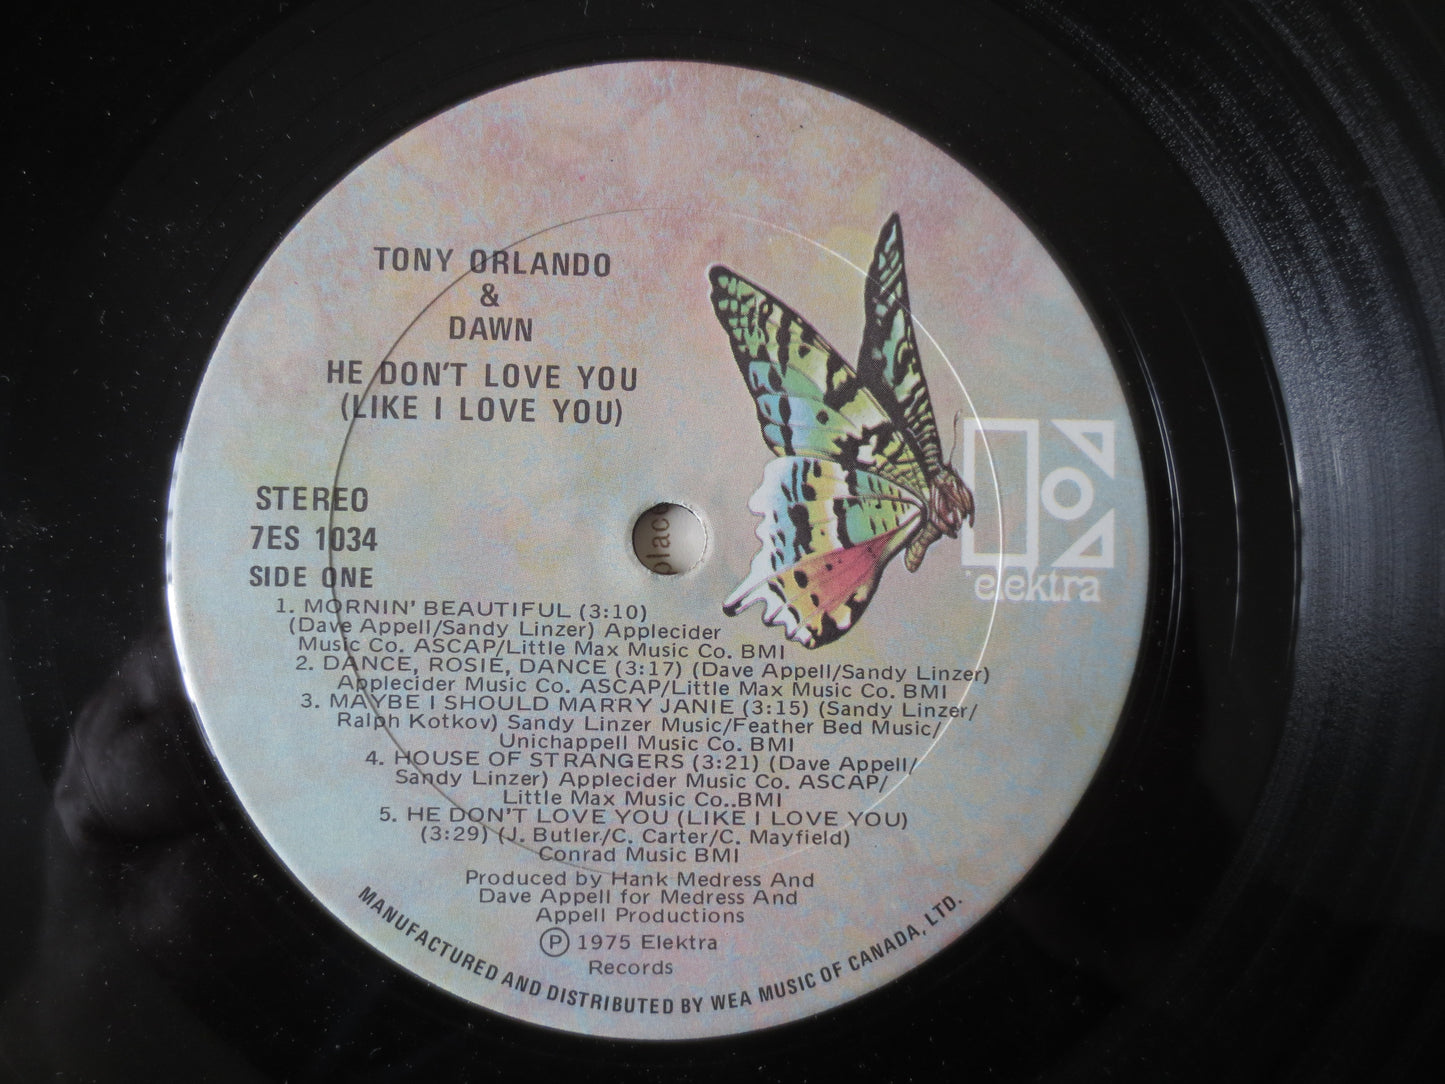 TONY ORLANDO
&
DAWN
HE DON'T LOVE YOU
(LIKE I LOVE YOU)
STEREO
7ES 1034
SIDE ONE
place
elektra
1. MORNIN' BEAUTIFUL (3:10)
(Dave Appell/Sandy Linzer) Applecider
Music Co. ASCAP/Little Max Music Co. BMI
2. DANCE, ROSIE, DANCE (3:17) (Dave Appell/Sandy Linzer)
Applecider Music Co. ASCAP/Little Max Music Co. BMI
3. MAYBE I SHOULD MARRY JANIE (3:15) (Sandy Linzer/
Ralph Kotkov) Sandy Linzer Music/Feather Bed Music/
Unichappell Music Co. BMI
4. HOUSE OF STRANGERS (3:21) (Dave Appell/
Sandy Linzer) Applecider Music Co. ASCAP/
Little Max Music Co..BMI
5. HE DON'T LOVE YOU (LIKE I LOVE YOU)
(3:29) (J. Butler/C. Carter/C. Mayfield)
Conrad Music BMI
Produced by Hank Medress And
Dave Appell for Medress And
Appell Productions
Ⓟ 1975 Elektra
Records
MANUFACTURED AND DISTRIBUTED BY WEA MUSIC OF CANADA, LTD.